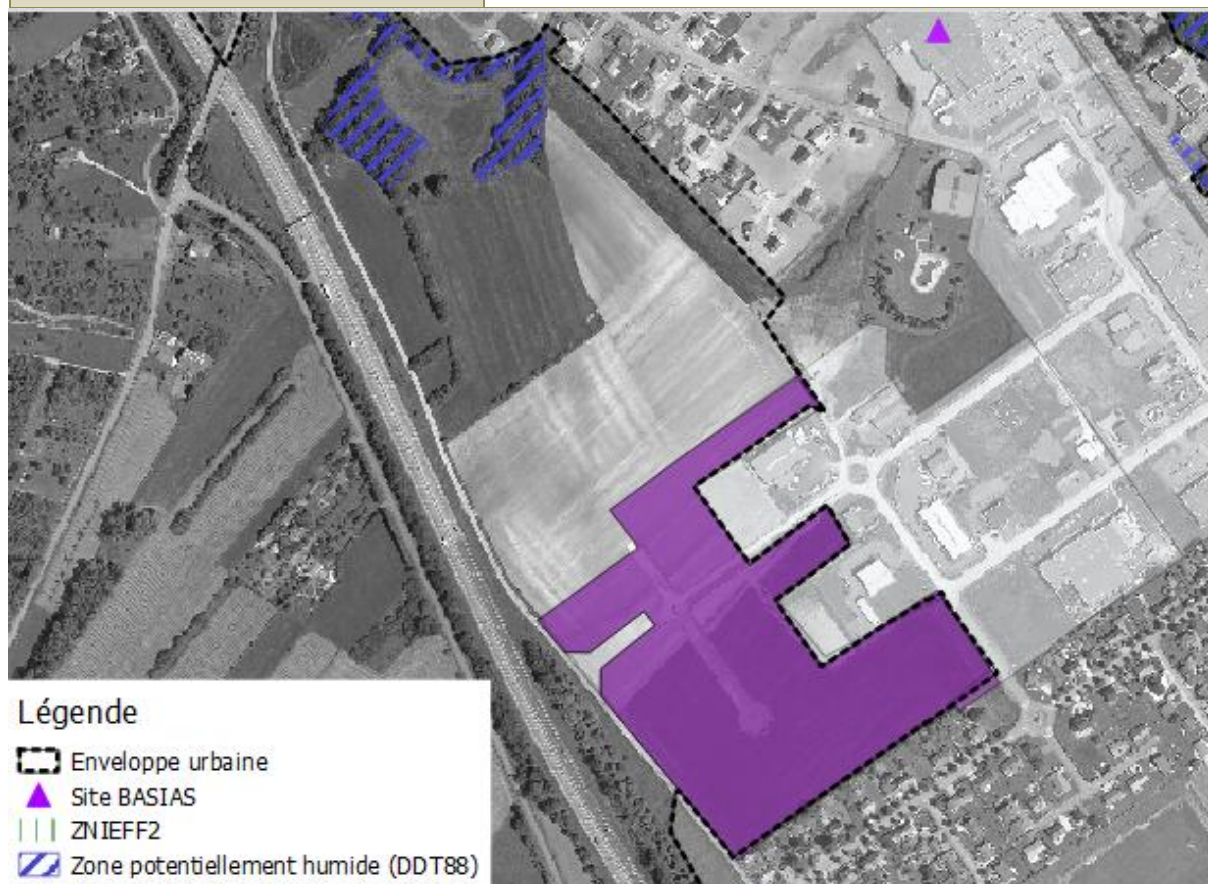 Légende
Enveloppe urbaine
Site BASIAS
ZNIEFF2
Zone potentiellement humide (DDT88)